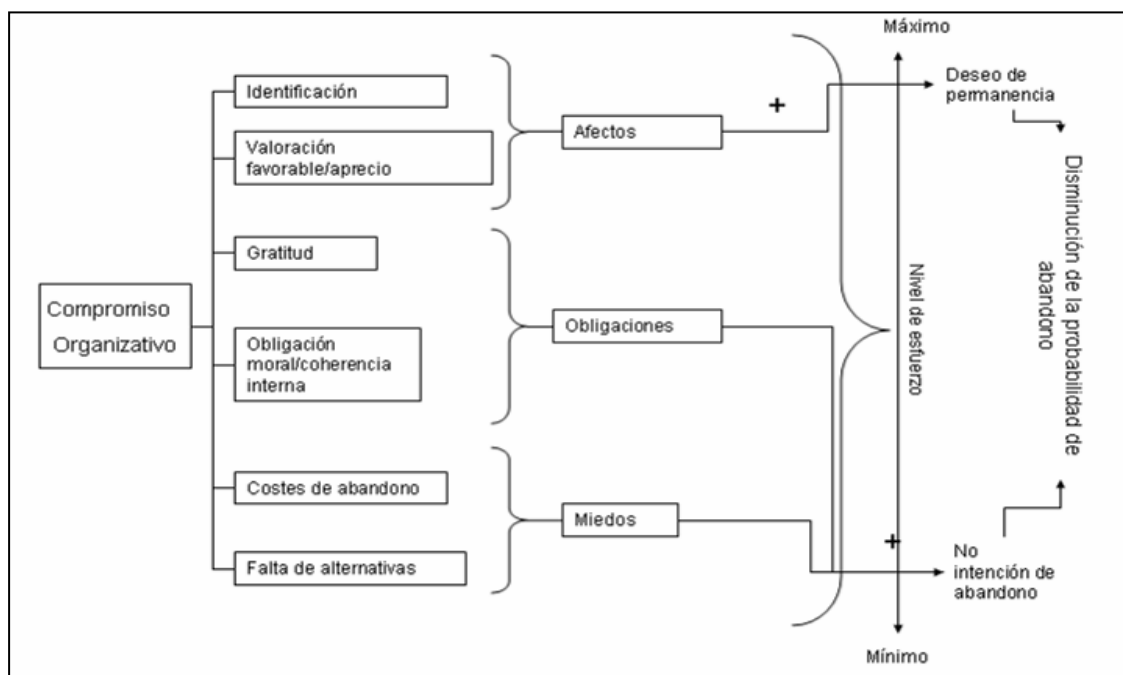 Máximo
Identificación
Valoración
favorable/aprecio
Gratitud
Compromiso
Organizativo
Obligación
moral/coherencia
interna
Costes de abandono
Falta de alternativas
Afectos
Obligaciones
Miedos
+
+
Nivel de esfuerzo
Deseo de
permanencia
No
intención de
abandono
Disminución de la probabilidad de
abandono
Mínimo